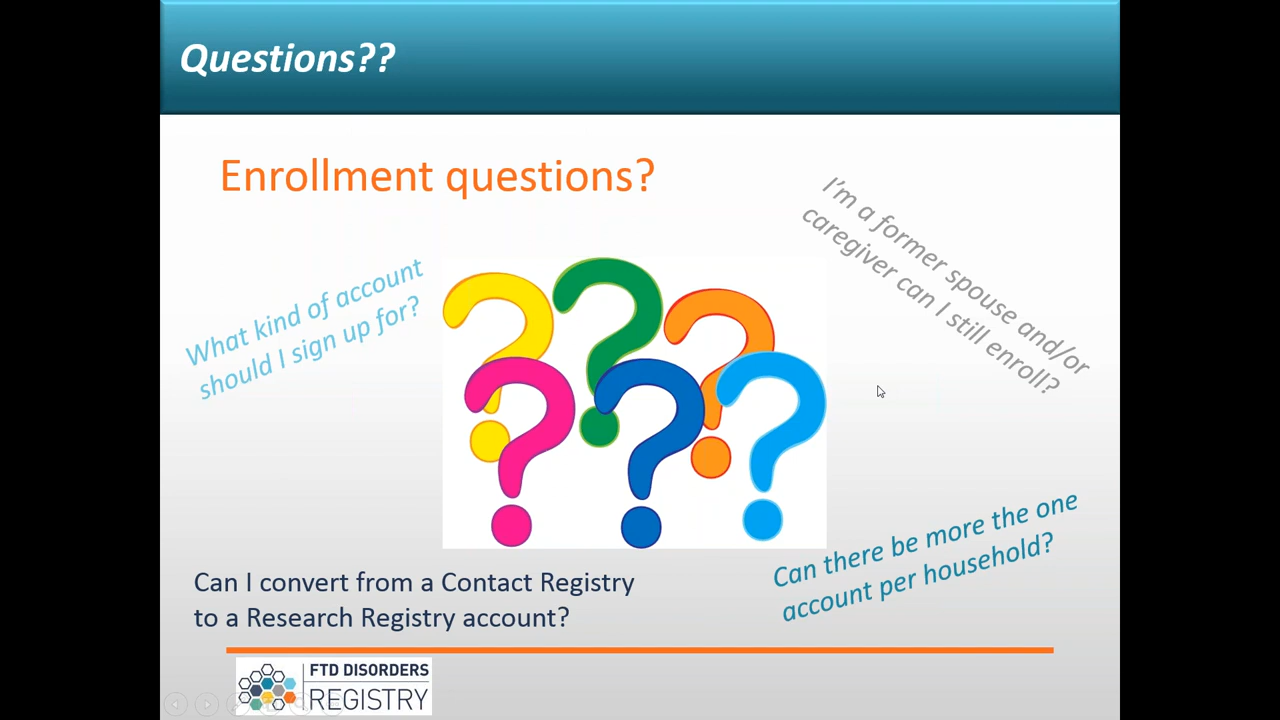 Questions??
Enrollment questions?
I'm a former spouse and/or
caregiver can I still enroll?
What kind of account
should I sign up for?
Can there be more the one
account per household?
Can I convert from a Contact Registry
to a Research Registry account?
FTD DISORDERS
REGISTRY